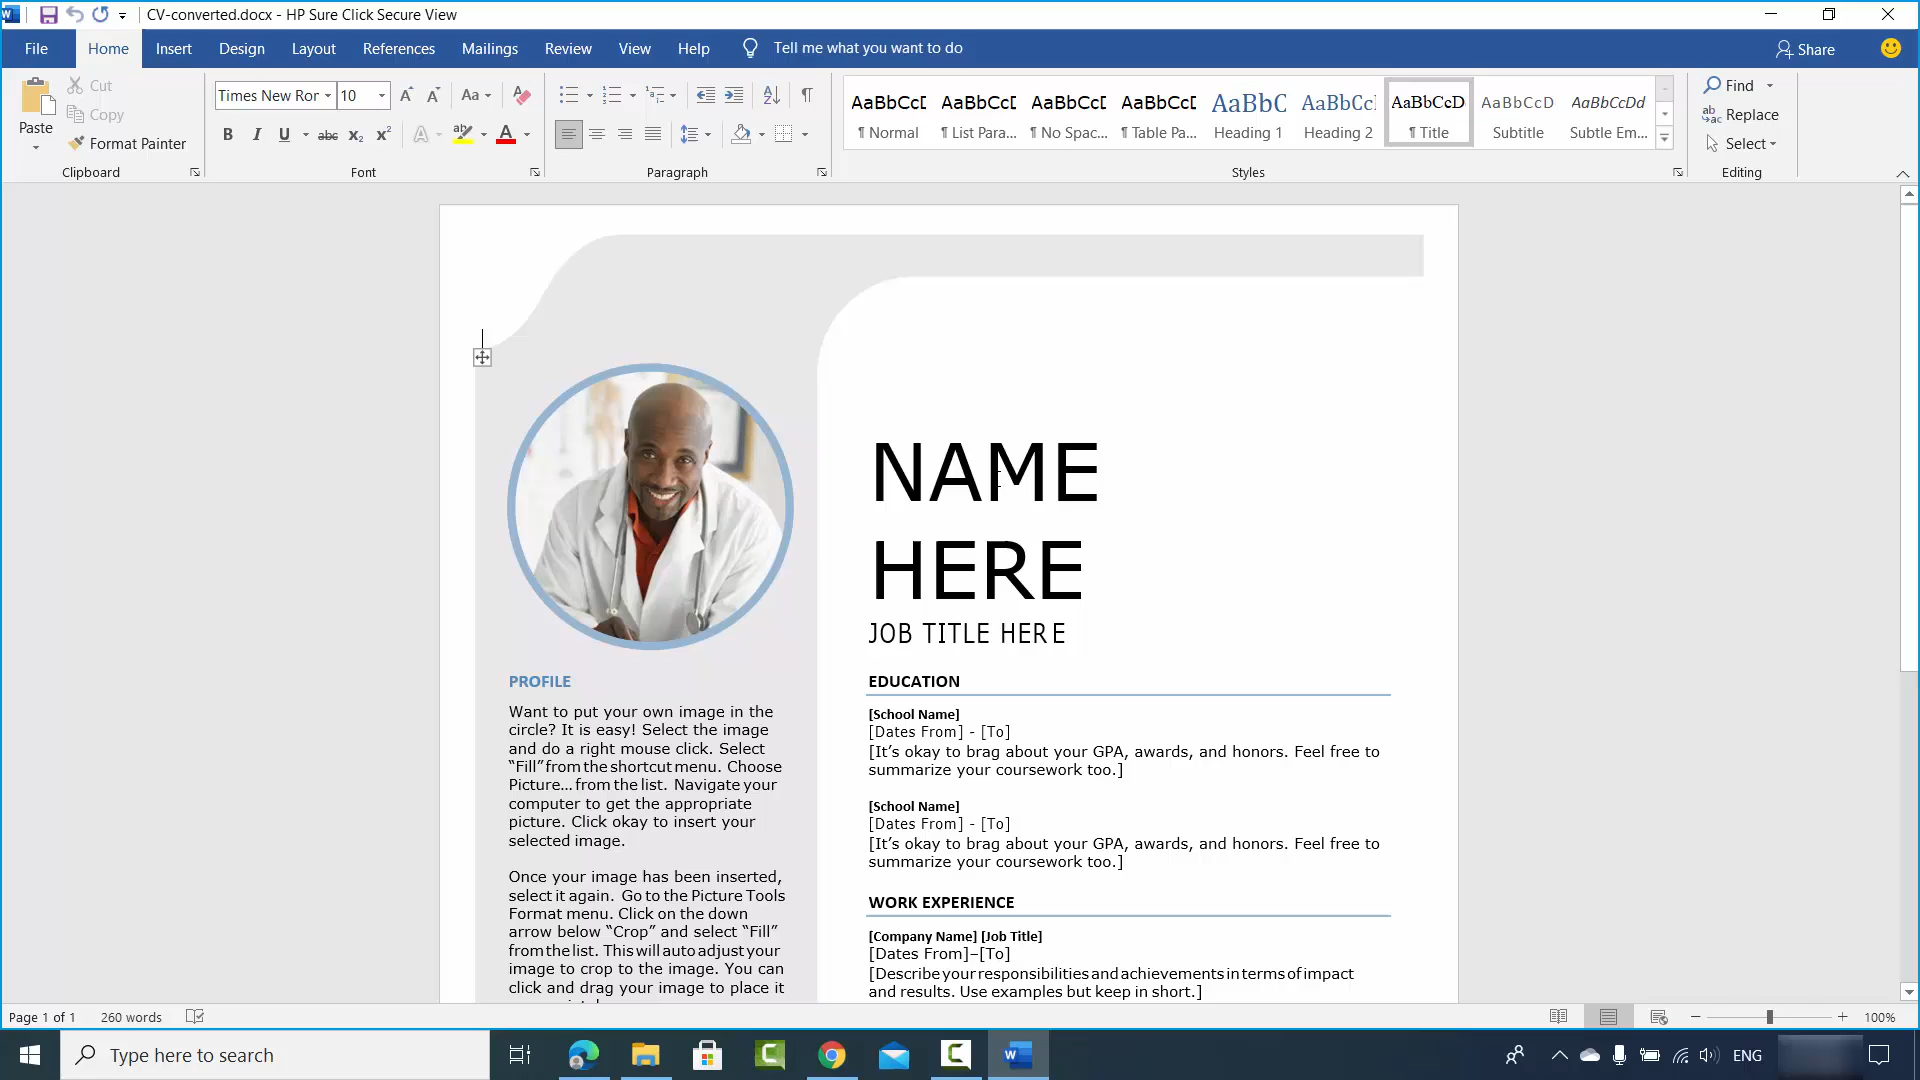 CV-converted.docx - HP Sure Click Secure View
File Home Insert Design Layout References Mailings Review View Help Tell me what you want to do Share
Paste
Cut
Copy
Format Painter
Clipboard
Times New Ror 10
Font
Paragraph
AaBbCcD AaBbCcD AaBbCcD AaBbCcD AaBbC AaBbCc AaBbCcD AaBbCcD AaBbCcDd
¶ Normal ¶ List Para... ¶ No Spac... ¶ Table Pa... Heading 1 Heading 2 ¶ Title Subtitle Subtle Em...
Styles
Find
Replace
Select
Editing
NAME
HERE
JOB TITLE HERE
PROFILE
Want to put your own image in the
circle? It is easy! Select the image
and do a right mouse click. Select
“Fill” from the shortcut menu. Choose
Picture… from the list. Navigate your
computer to get the appropriate
picture. Click okay to insert your
selected image.
Once your image has been inserted,
select it again. Go to the Picture Tools
Format menu. Click on the down
arrow below “Crop” and select “Fill”
from the list. This will auto adjust your
image to crop to the image. You can
click and drag your image to place it
EDUCATION
[School Name]
[Dates From] - [To]
[It’s okay to brag about your GPA, awards, and honors. Feel free to
summarize your coursework too.]
[School Name]
[Dates From] - [To]
[It’s okay to brag about your GPA, awards, and honors. Feel free to
summarize your coursework too.]
WORK EXPERIENCE
[Company Name] [Job Title]
[Dates From]–[To]
[Describe your responsibilities and achievements in terms of impact
and results. Use examples but keep in short.]
Page 1 of 1 260 words 100%
Type here to search
ENG